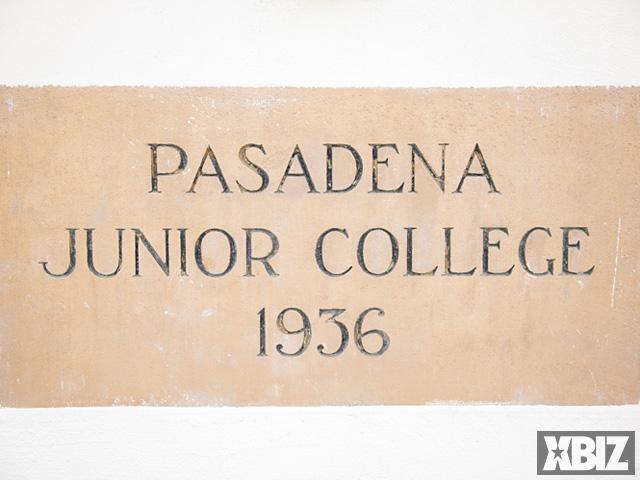 PASADENA
JUNIOR COLLEGE
1936
XBIZ